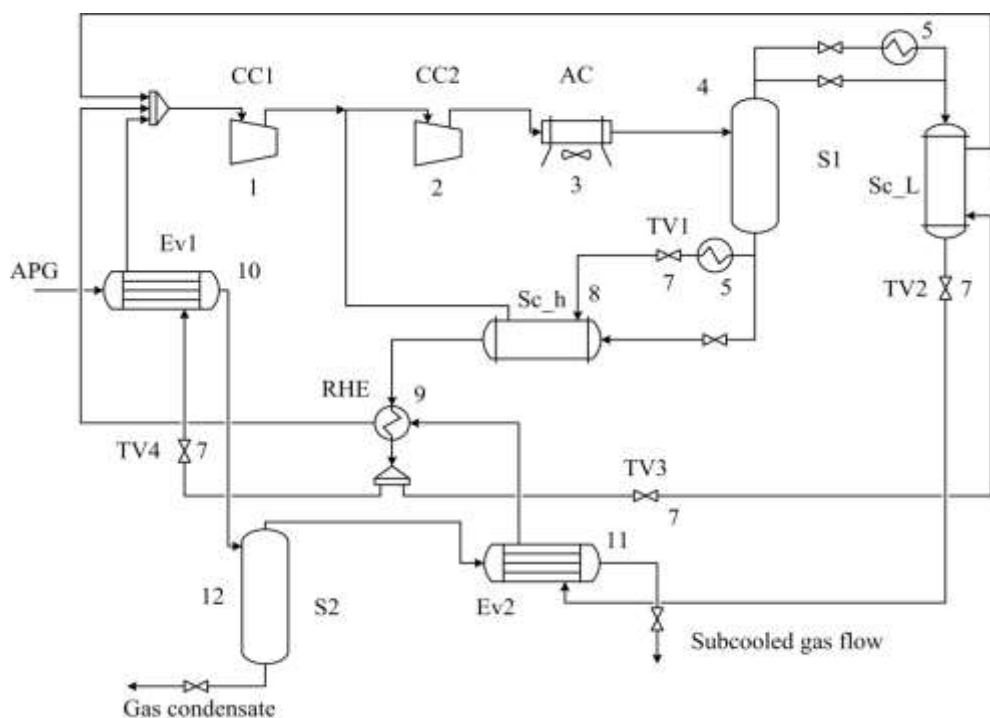 5
CC1
CC2
AC
4
S1
Sc_L
1
2
3
TV1
Ev1
10
APG
7
5
TV2
7
Sc_h
8
RHE
9
TV4
7
TV3
7
11
12
S2
Ev2
Subcooled gas flow
Gas condensate